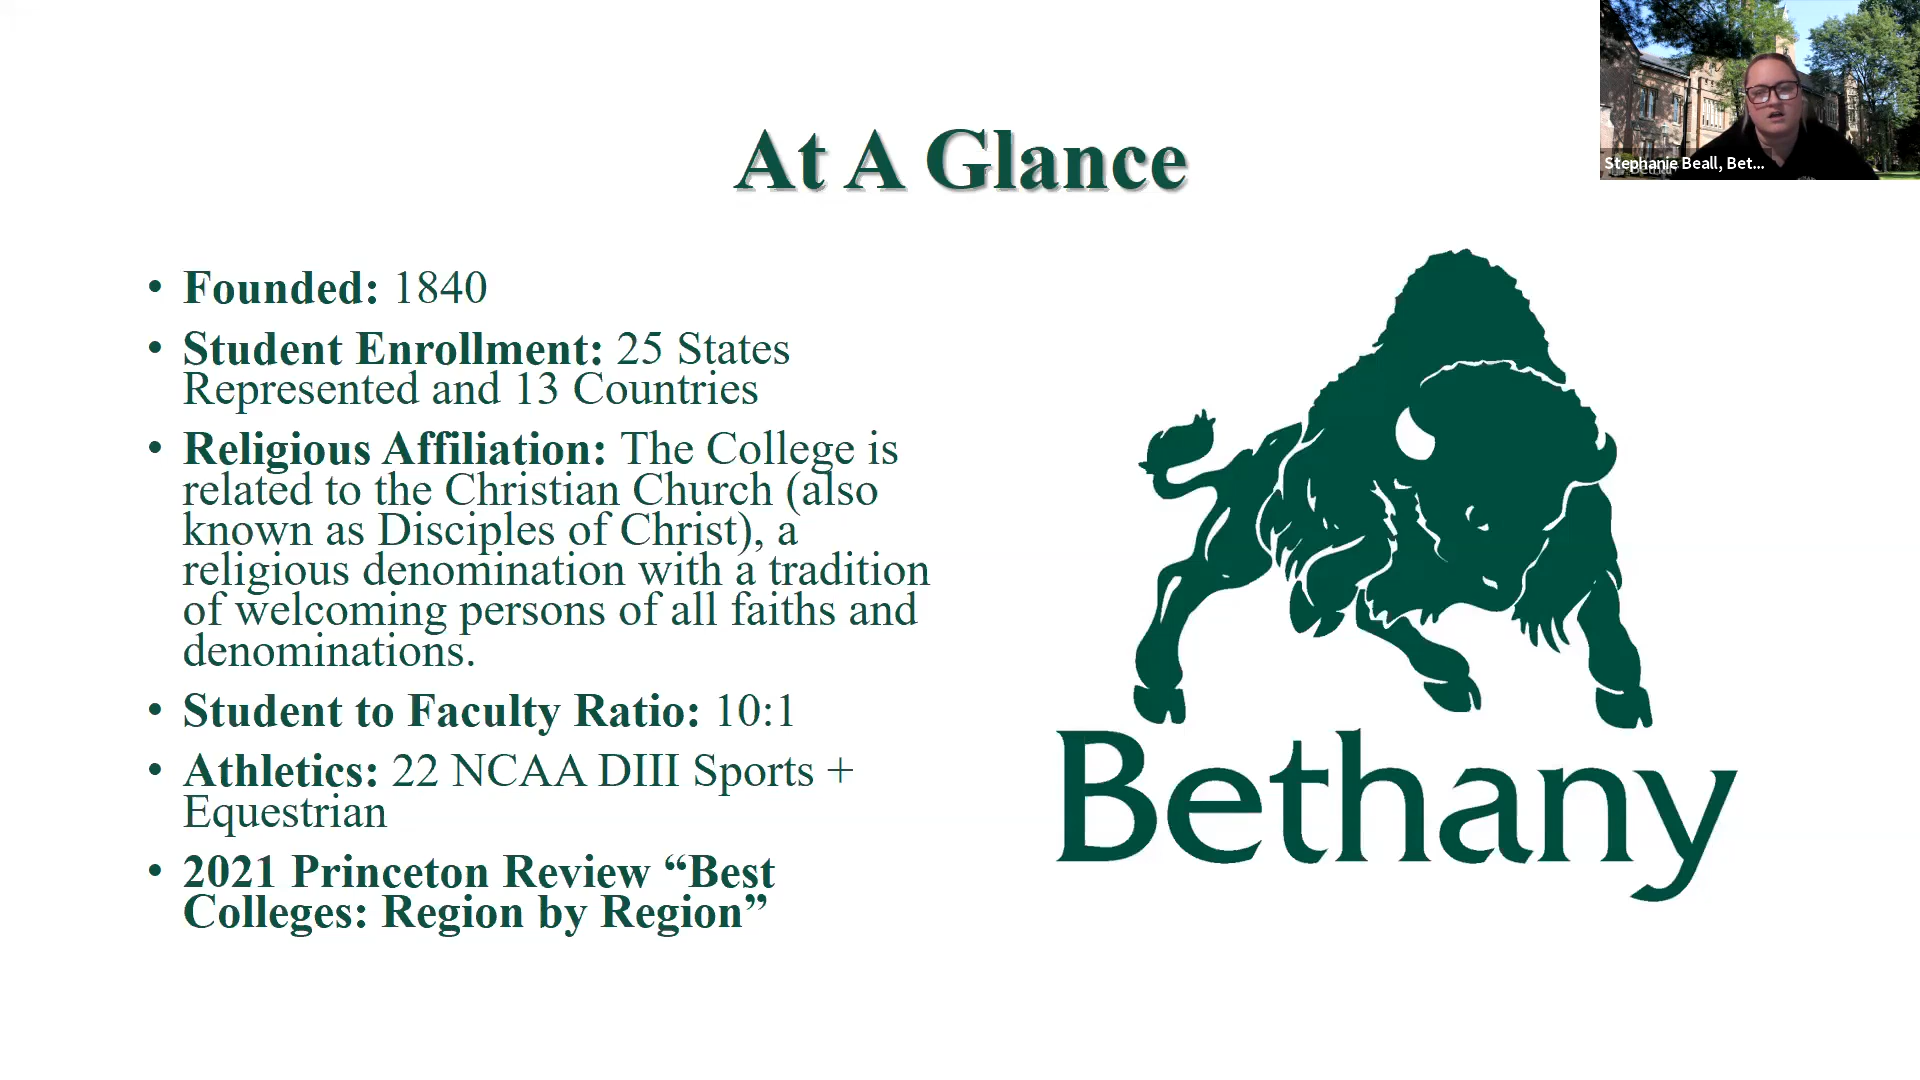 At A Glance
Stephanie Beall, Bet...
• Founded: 1840
• Student Enrollment: 25 States
Represented and 13 Countries
• Religious Affiliation: The College is
related to the Christian Church (also
known as Disciples of Christ), a
religious denomination with a tradition
of welcoming persons of all faiths and
denominations.
• Student to Faculty Ratio: 10:1
• Athletics: 22 NCAA DIII Sports +
Equestrian
• 2021 Princeton Review “Best
Colleges: Region by Region”
Bethany